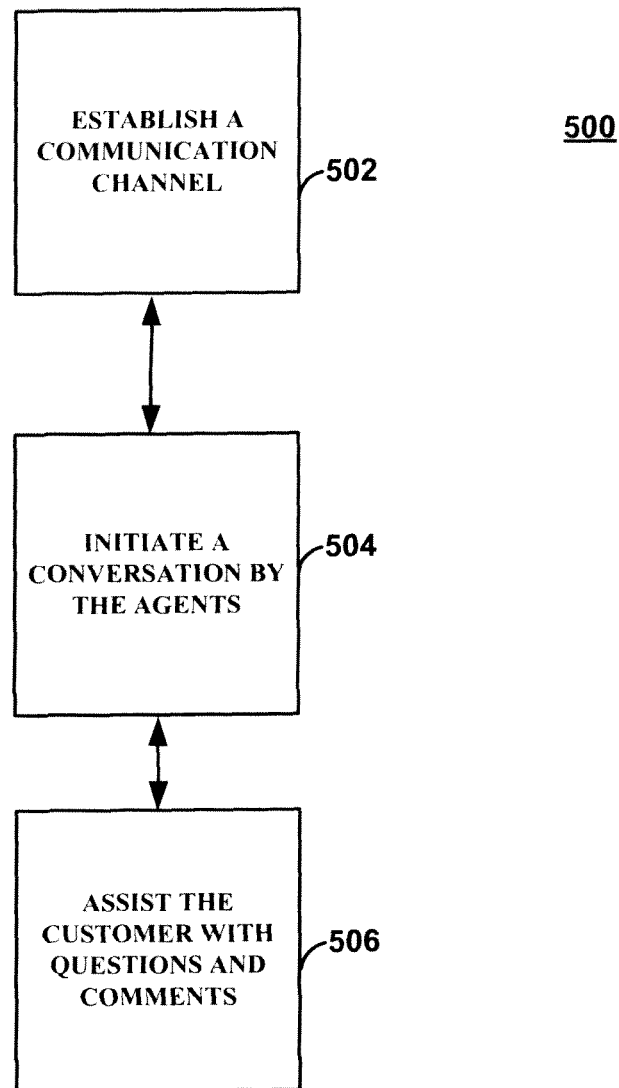 ESTABLISH A
COMMUNICATION
CHANNEL
500
502
INITIATE A
CONVERSATION BY
THE AGENTS
504
ASSIST THE
CUSTOMER WITH
QUESTIONS AND
COMMENTS
506